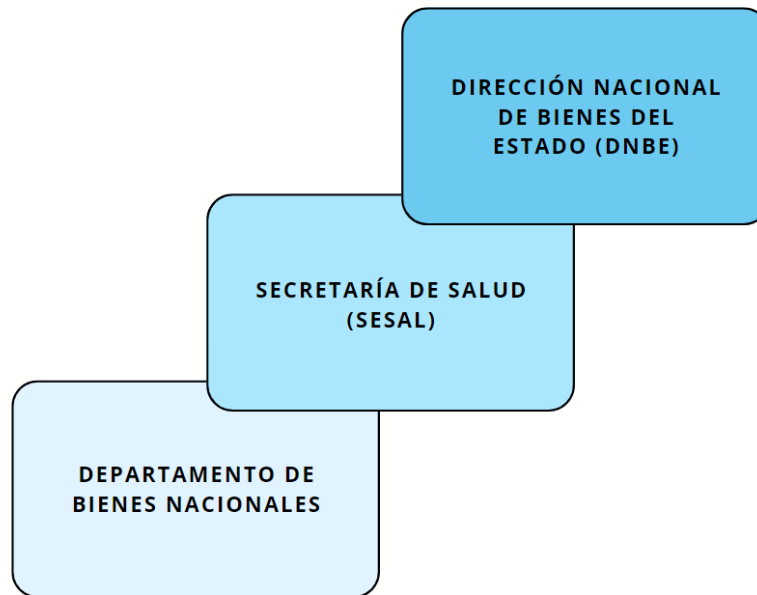 DIRECCIÓN NACIONAL
DE BIENES DEL
ESTADO (DNBE)
SECRETARÍA DE SALUD
(SESAL)
DEPARTAMENTO DE
BIENES NACIONALES